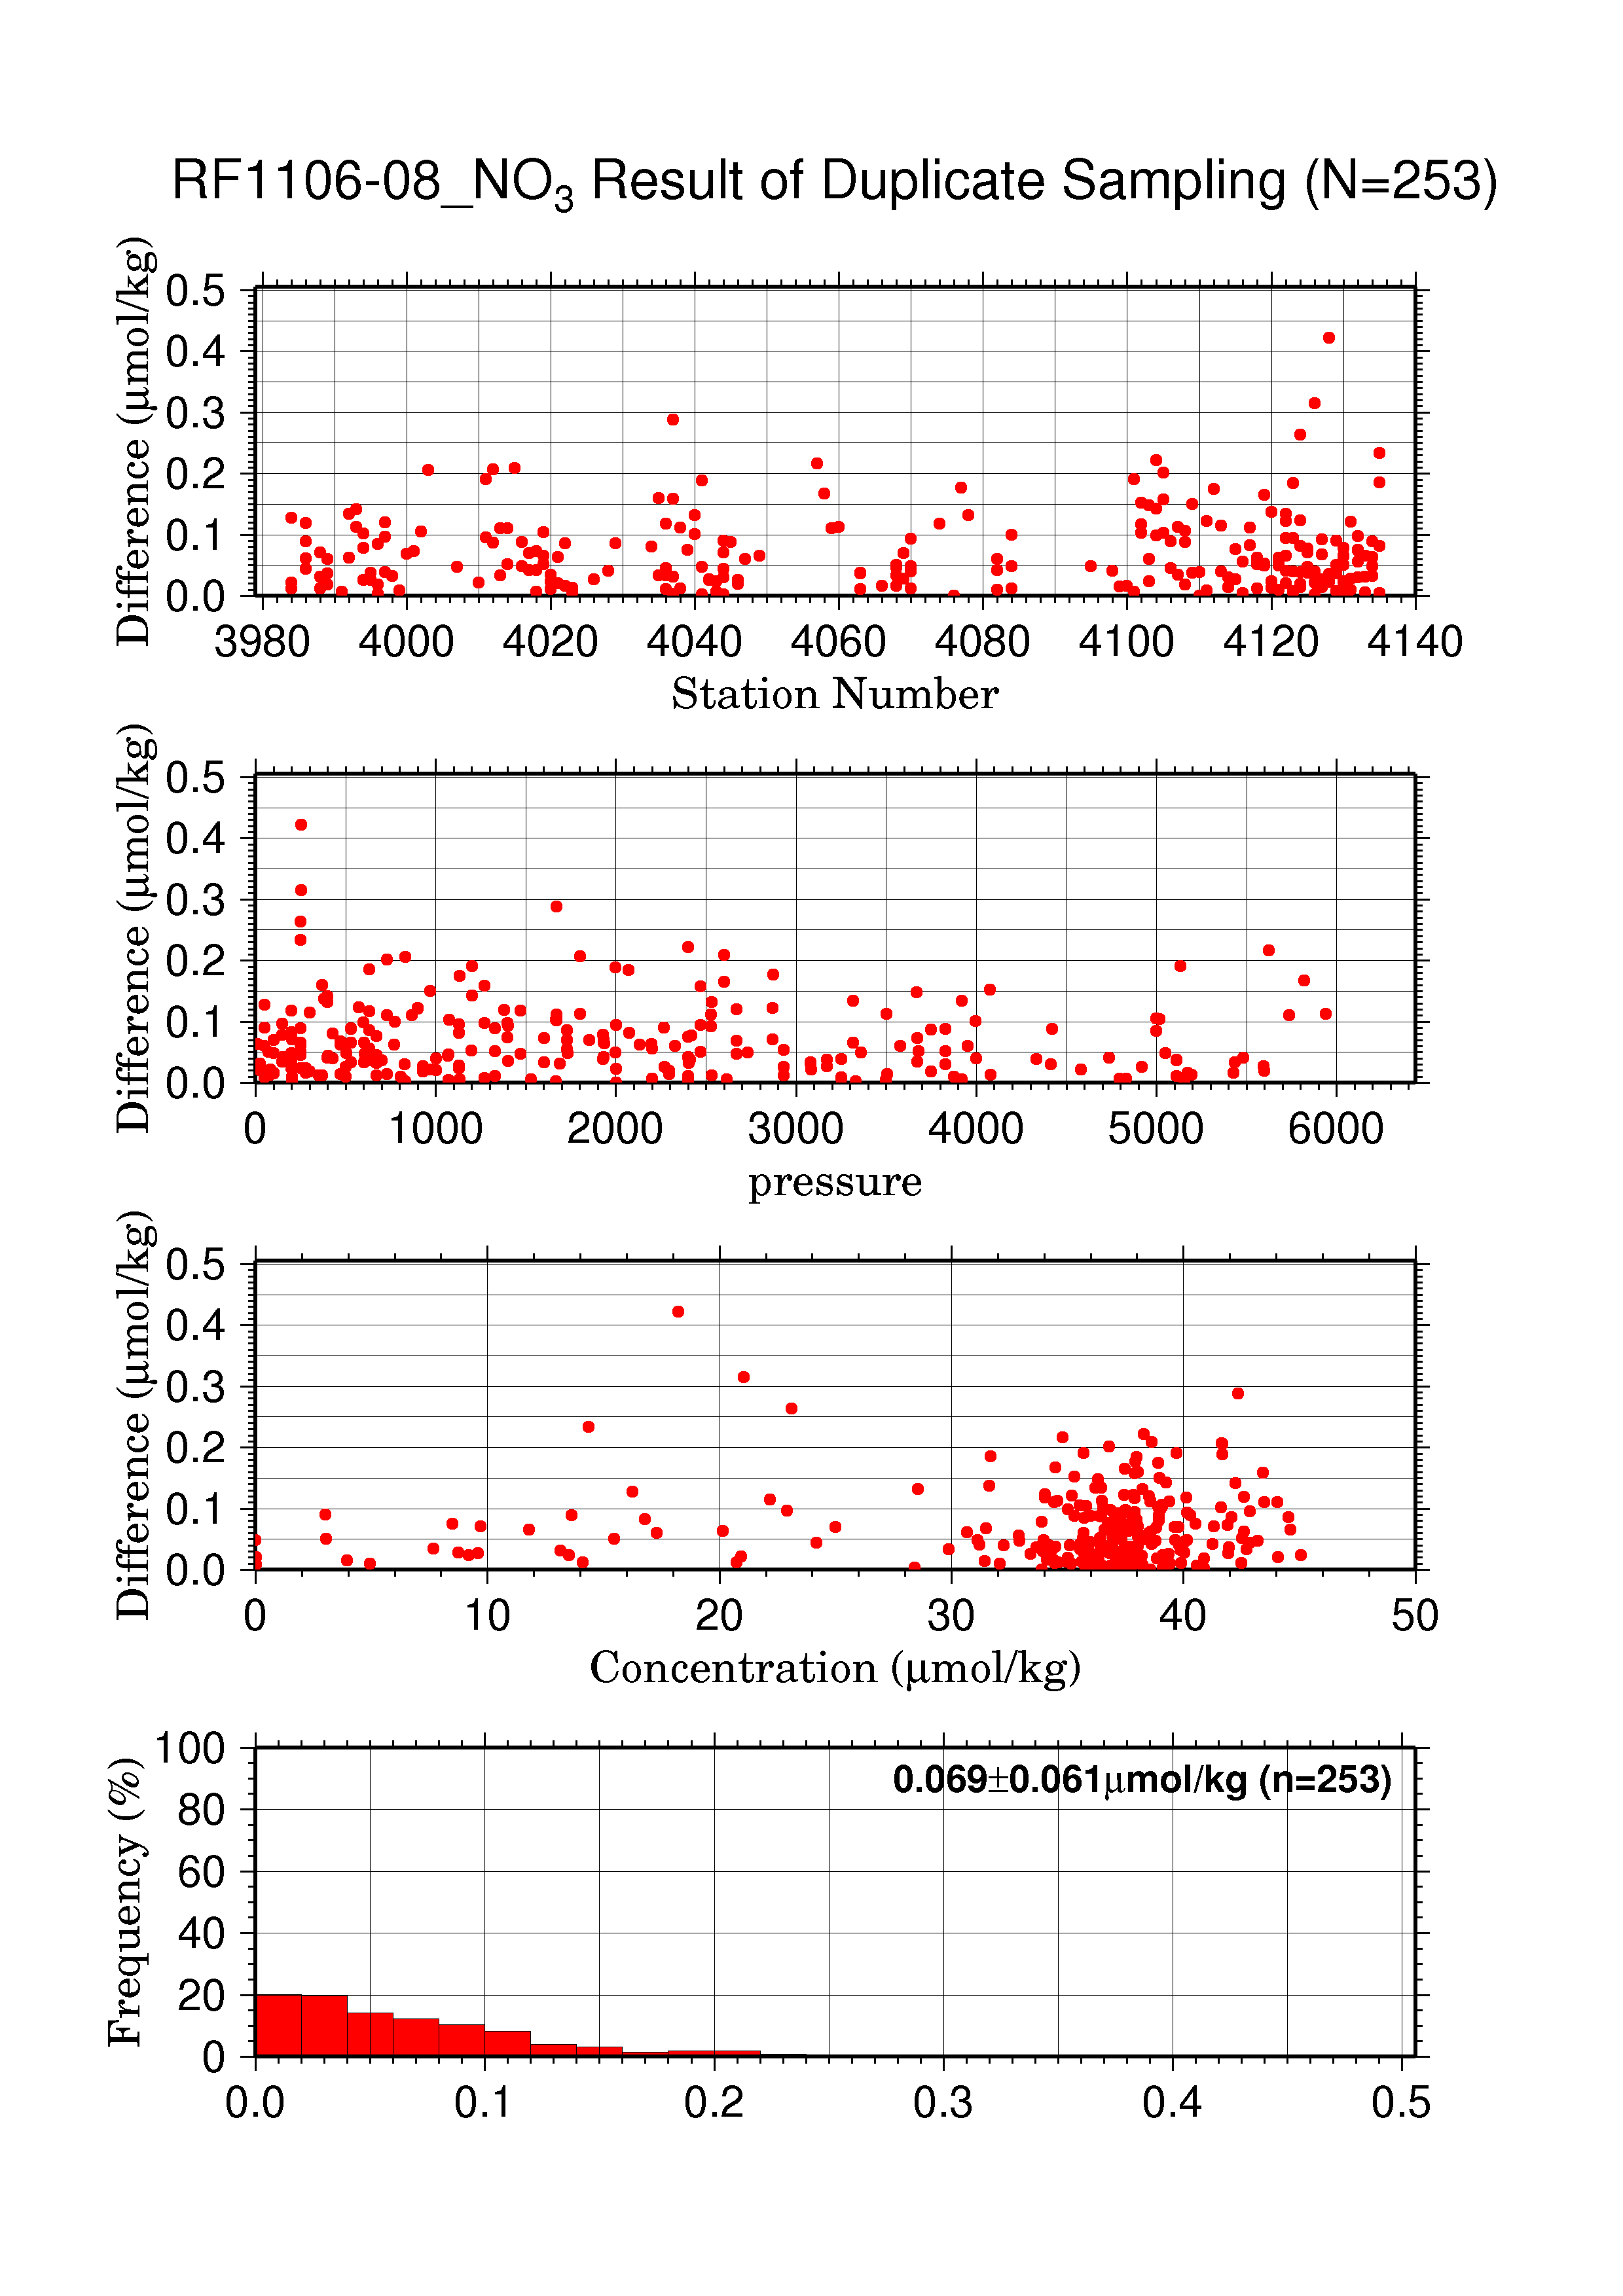 RF1106-08_NO3 Result of Duplicate Sampling (N=253)
Difference (µmol/kg)
0.5
0.4
0.3
0.2
0.1
0.0
3980 4000 4020 4040 4060 4080 4100 4120 4140
Station Number
Difference (µmol/kg)
0.5
0.4
0.3
0.2
0.1
0.0
0 1000 2000 3000 4000 5000 6000
pressure
Difference (µmol/kg)
0.5
0.4
0.3
0.2
0.1
0.0
0 10 20 30 40 50
Concentration (µmol/kg)
Frequency (%)
100
80
60
40
20
0
0.069±0.061µmol/kg (n=253)
0.0 0.1 0.2 0.3 0.4 0.5